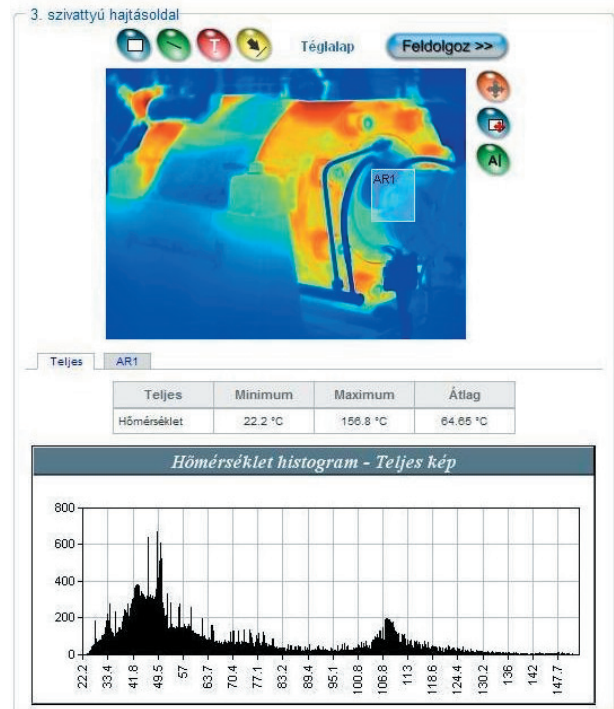 3. szivattyú hajtásoldal
Téglalap
Feldolgoz >>
A|
AR1
Teljes AR1
Teljes Minimum Maximum Átlag
Hőmérséklet 22.2 °C 156.8 °C 64.65 °C
Hőmérséklet histogram - Teljes kép
800
600
400
200
0
22.2 33.4 41.8 49.5 57 63.7 70.4 77.1 83.2 89.4 95.1 100.8 106.8 113 118.6 124.4 130.2 136 142 147.7